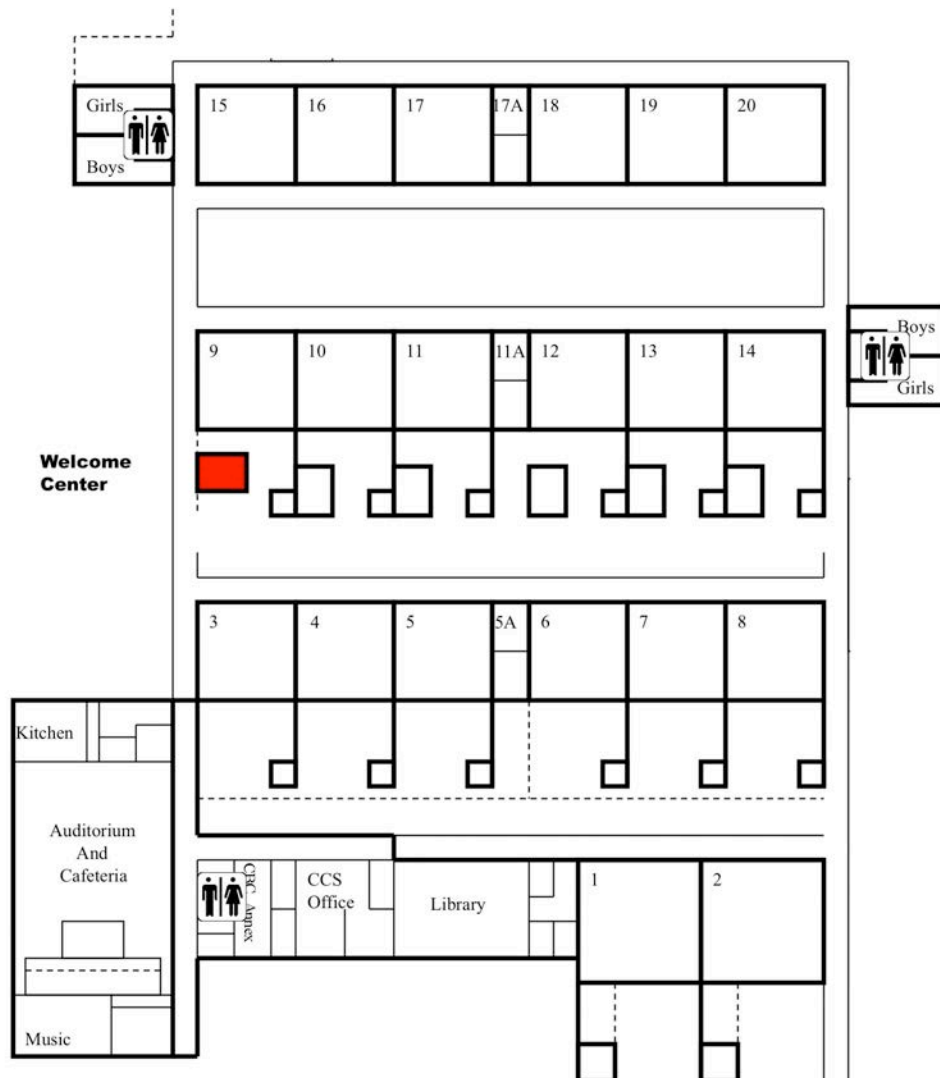 Girls
Boys
15
16
17
17A
18
19
20
Boys
Girls
9
10
11
11A
12
13
14
Welcome
Center
3
4
5
5A
6
7
8
Kitchen
Auditorium
And
Cafeteria
CBC Annex
CCS
Office
Library
1
2
Music